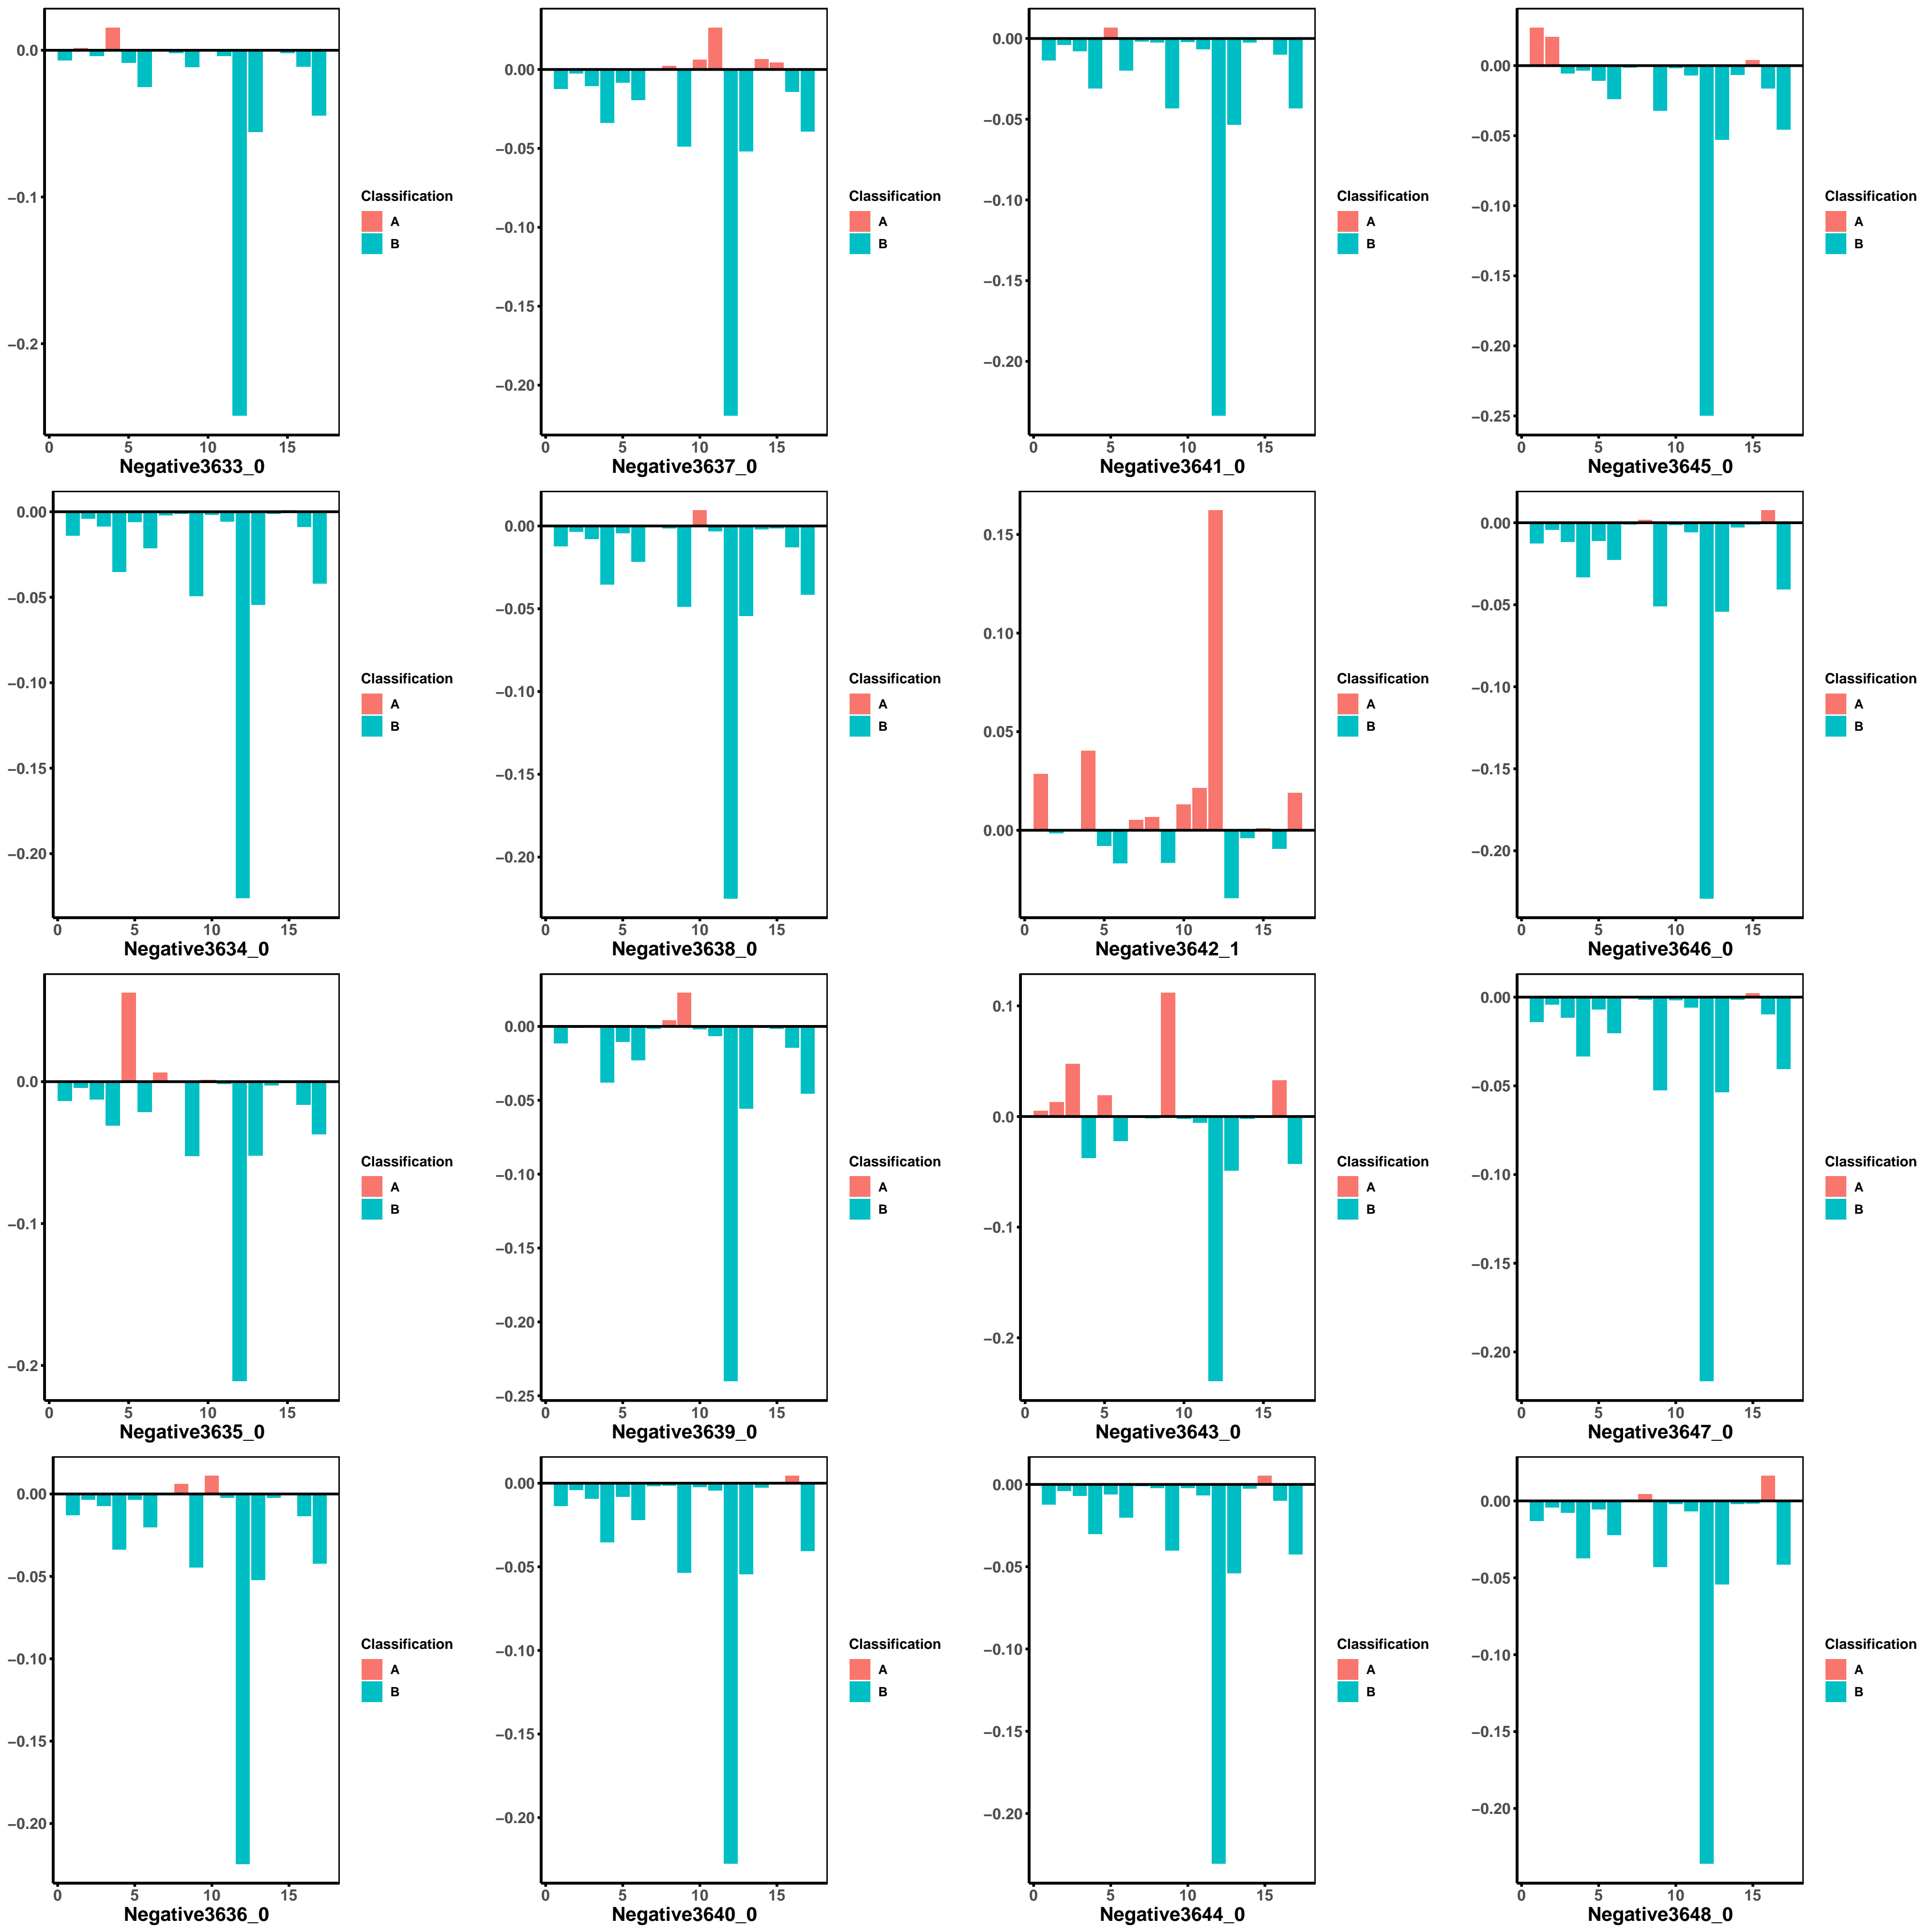 0.0
−0.1
−0.2
0 5 10 15
Negative3633_0
Classification
A
B
0.00
−0.05
−0.10
−0.15
−0.20
0 5 10 15
Negative3637_0
Classification
A
B
0.00
−0.05
−0.10
−0.15
−0.20
0 5 10 15
Negative3641_0
Classification
A
B
0.00
−0.05
−0.10
−0.15
−0.20
−0.25
0 5 10 15
Negative3645_0
Classification
A
B
0.00
−0.05
−0.10
−0.15
−0.20
0 5 10 15
Negative3634_0
Classification
A
B
0.00
−0.05
−0.10
−0.15
−0.20
0 5 10 15
Negative3638_0
Classification
A
B
0.15
0.10
0.05
0.00
0 5 10 15
Negative3642_1
Classification
A
B
0.00
−0.05
−0.10
−0.15
−0.20
0 5 10 15
Negative3646_0
Classification
A
B
0.0
−0.1
−0.2
0 5 10 15
Negative3635_0
Classification
A
B
0.00
−0.05
−0.10
−0.15
−0.20
−0.25
0 5 10 15
Negative3639_0
Classification
A
B
0.1
0.0
−0.1
−0.2
0 5 10 15
Negative3643_0
Classification
A
B
0.00
−0.05
−0.10
−0.15
−0.20
0 5 10 15
Negative3647_0
Classification
A
B
0.00
−0.05
−0.10
−0.15
−0.20
0 5 10 15
Negative3636_0
Classification
A
B
0.00
−0.05
−0.10
−0.15
−0.20
0 5 10 15
Negative3640_0
Classification
A
B
0.00
−0.05
−0.10
−0.15
−0.20
0 5 10 15
Negative3644_0
Classification
A
B
0.00
−0.05
−0.10
−0.15
−0.20
0 5 10 15
Negative3648_0
Classification
A
B